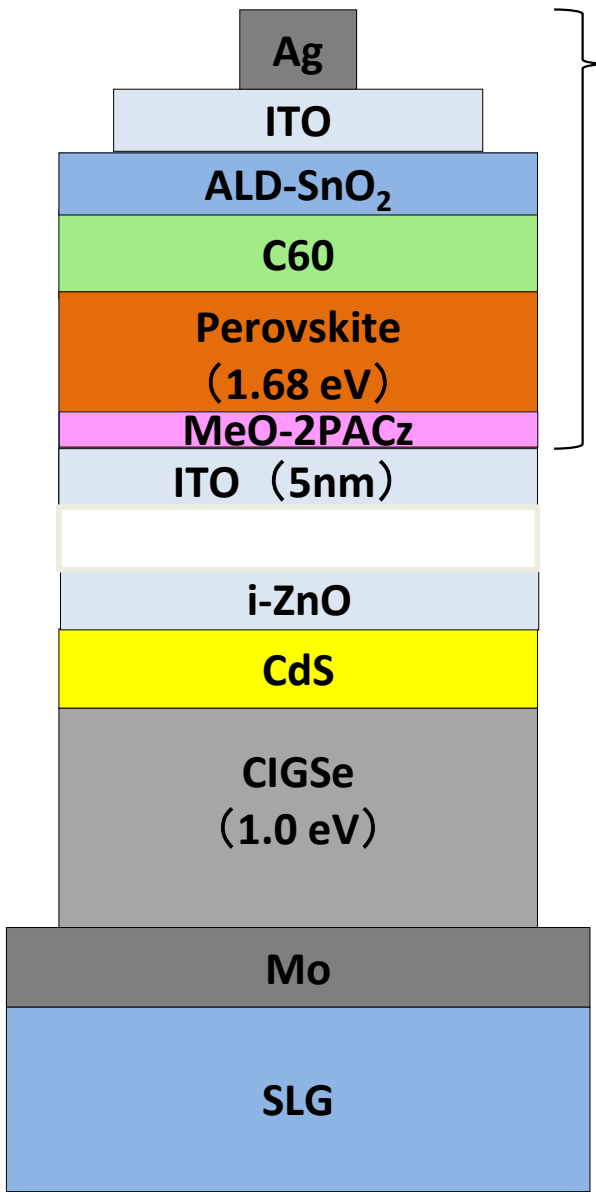 Ag
ITO
ALD-SnO₂
C60
Perovskite
（1.68 eV）
MeO-2PACz
ITO（5nm）
i-ZnO
CdS
CIGSe
（1.0 eV）
Mo
SLG